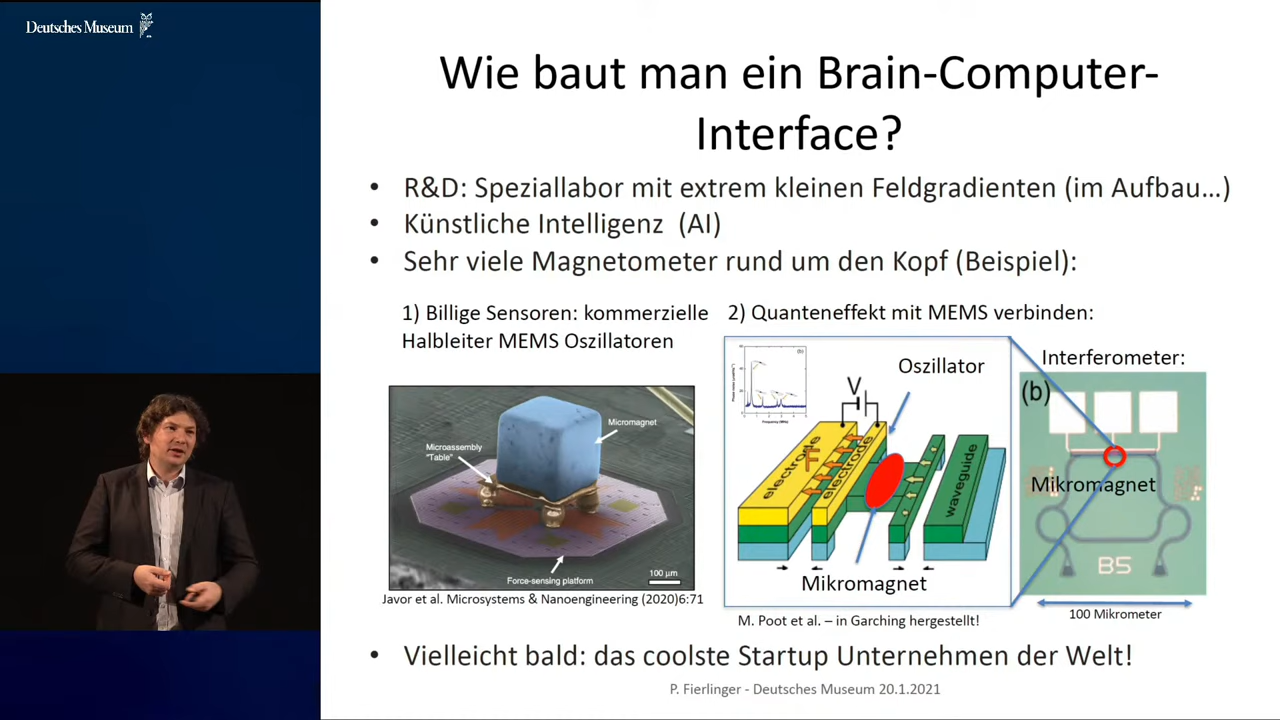 Deutsches Museum
Wie baut man ein Brain-Computer-
Interface?
• R&D: Speziallabor mit extrem kleinen Feldgradienten (im Aufbau…)
• Künstliche Intelligenz (AI)
• Sehr viele Magnetometer rund um den Kopf (Beispiel):
1) Billige Sensoren: kommerzielle
Halbleiter MEMS Oszillatoren
Micromagnet
Microassembly
"Table"
Force-sensing platform
100 µm
Javor et al. Microsystems & Nanoengineering (2020)6:71
2) Quanteneffekt mit MEMS verbinden:
(b)
Oszillator
V
electrode
F
electrode
waveguide
Mikromagnet
M. Poot et al. – in Garching hergestellt!
Interferometer:
(b)
Mikromagnet
B5
100 Mikrometer
• Vielleicht bald: das coolste Startup Unternehmen der Welt!
P. Fierlinger - Deutsches Museum 20.1.2021